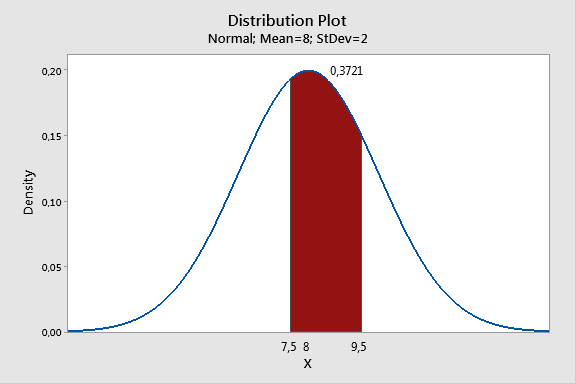 Distribution Plot
Normal; Mean=8; StDev=2
0,20
0,3721
0,15
0,10
0,05
0,00
Density
7,5 8 9,5
X